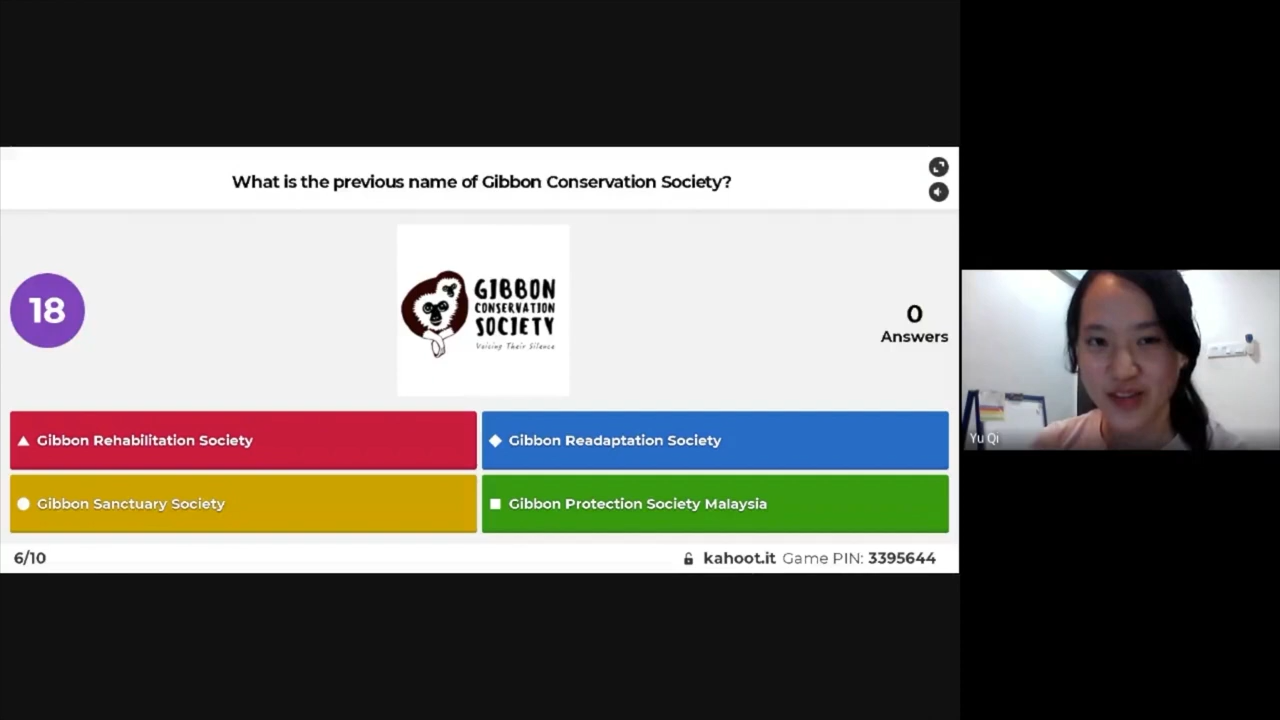 What is the previous name of Gibbon Conservation Society?
18
GIBBON
CONSERVATION
SOCIETY
Voicing Their Silence
0
Answers
Gibbon Rehabilitation Society
Gibbon Readaptation Society
Gibbon Sanctuary Society
Gibbon Protection Society Malaysia
6/10
kahoot.it Game PIN: 3395644
Yu Qi